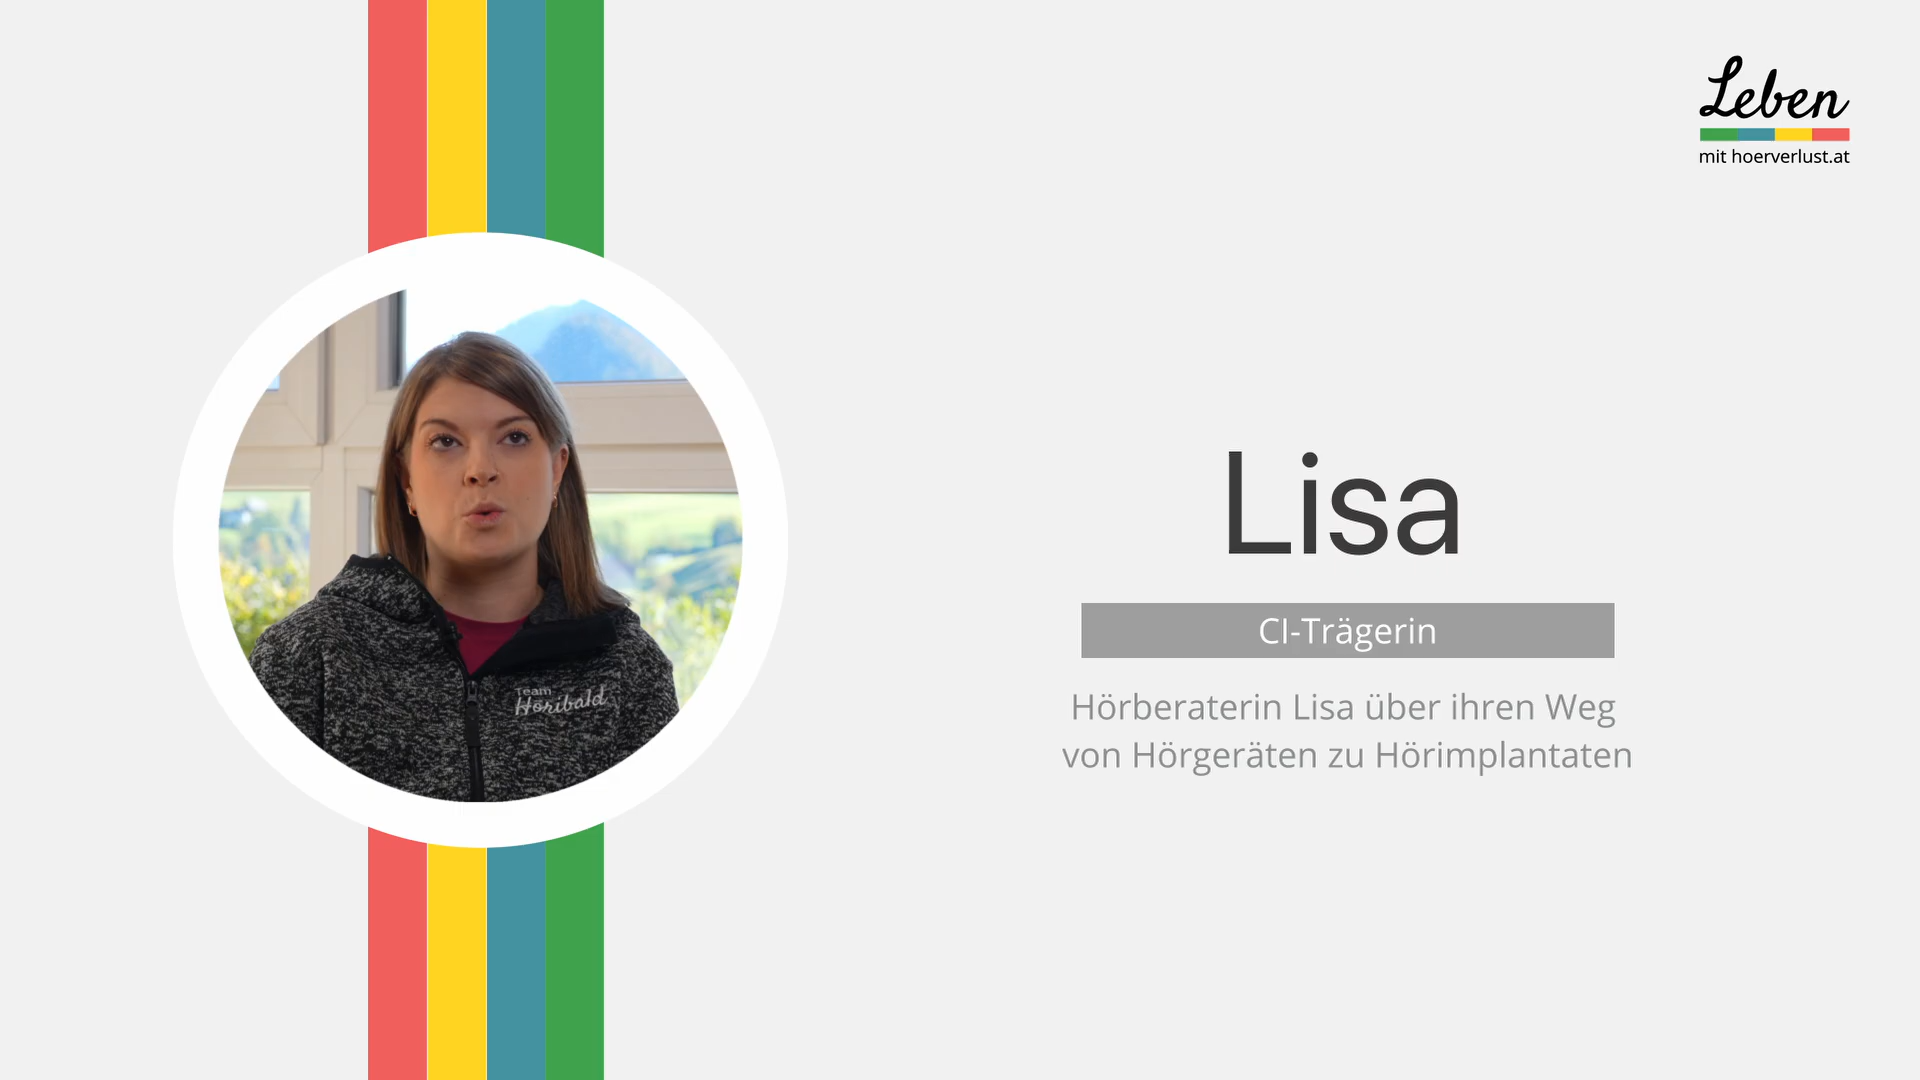 Leben
mit hoerverlust.at
Lisa
CI-Trägerin
Hörberaterin Lisa über ihren Weg
von Hörgeräten zu Hörimplantaten
Team
Höribald